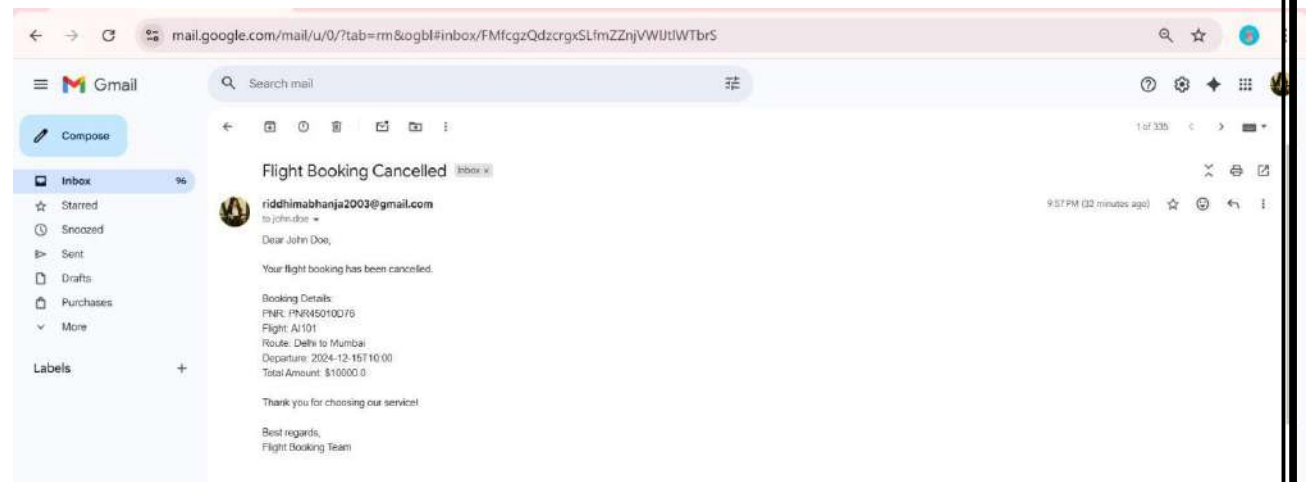 mail.google.com/mail/u/0/?tab=rm&ogbl#inbox/FMfcgzQdzcrgxSLfmZZnjVWlJtlWTbrS
Gmail
Search mail
Compose
1 of 335
Inbox 96
Starred
Snoozed
Sent
Drafts
Purchases
More
Labels
Flight Booking Cancelled Inbox x
riddhimabhanja2003@gmail.com 9:57 PM (32 minutes ago)
to john.doe
Dear John Doe,
Your flight booking has been cancelled.
Booking Details:
PNR: PNR45010D76
Flight: AI101
Route: Delhi to Mumbai
Departure: 2024-12-15T10:00
Total Amount: $10000.0
Thank you for choosing our service!
Best regards,
Flight Booking Team